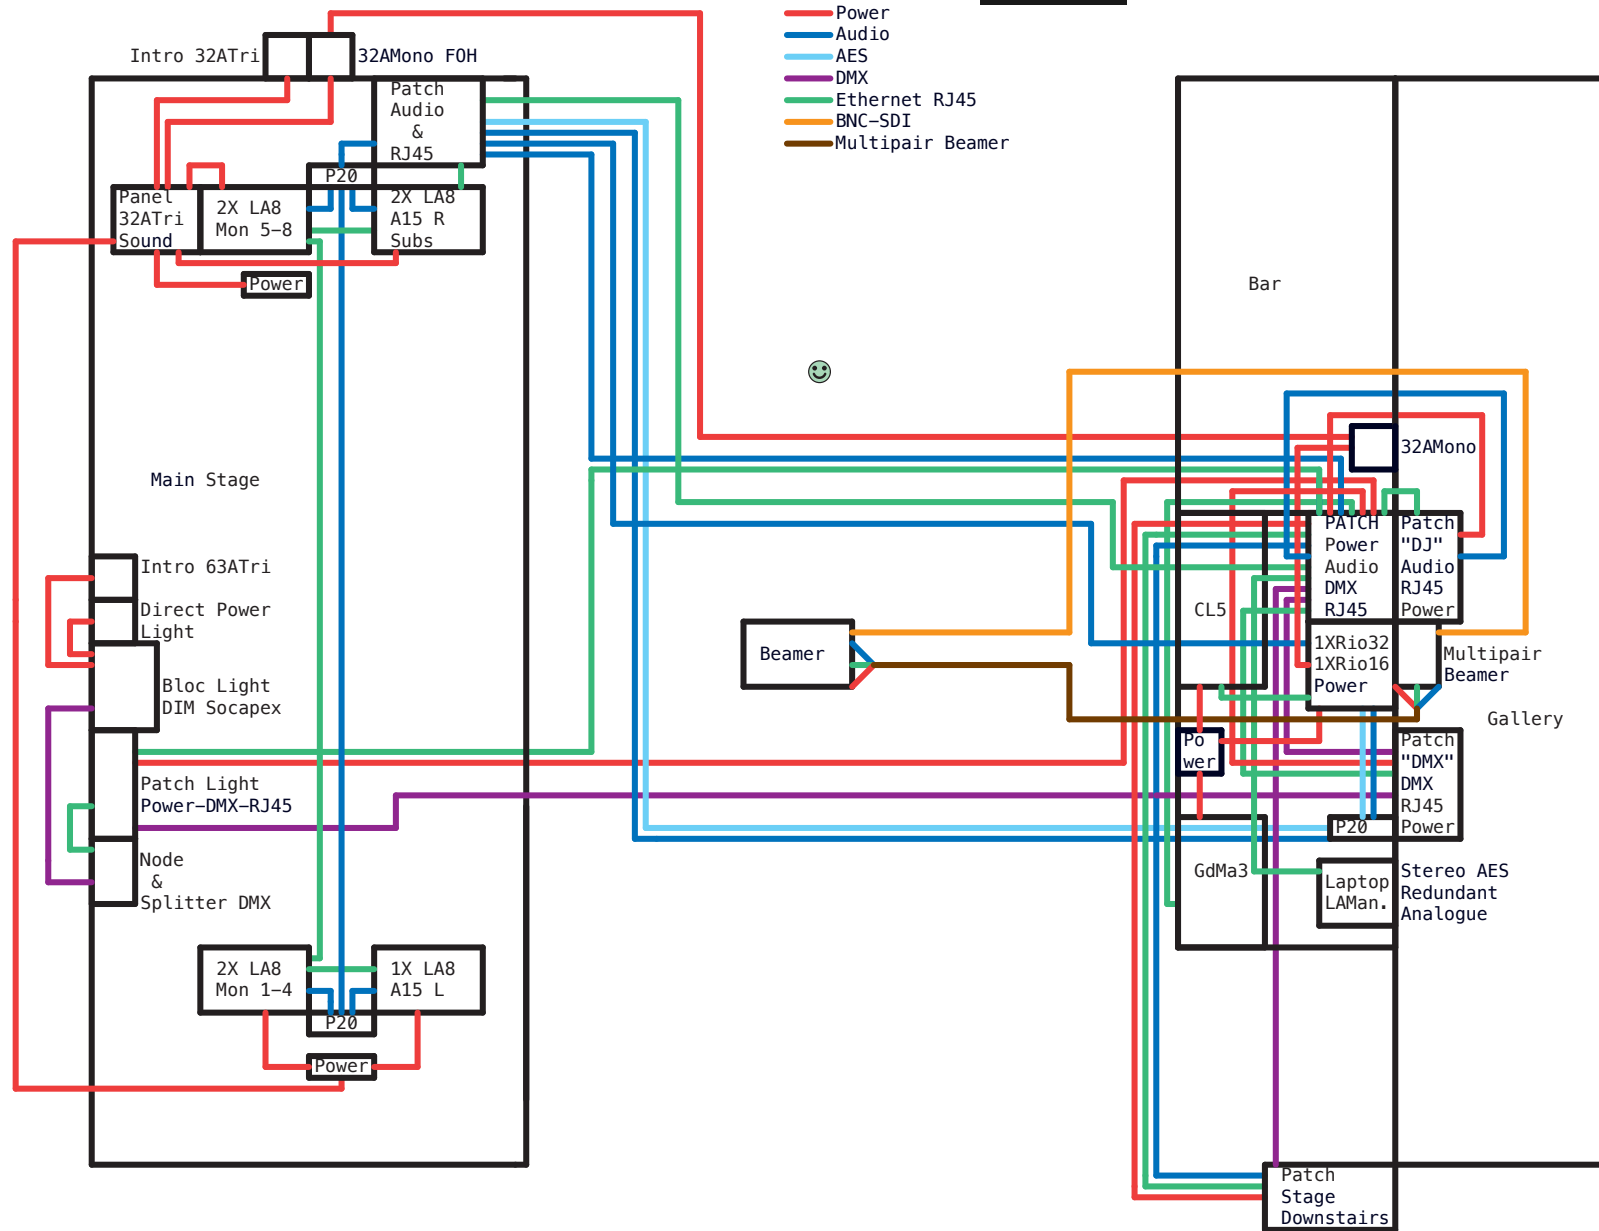 Power
Audio
AES
DMX
Ethernet RJ45
BNC-SDI
Multipair Beamer
Intro 32ATri
32AMono FOH
Patch
Audio
&
RJ45
P20
Panel
32ATri
Sound
2X LA8
Mon 5-8
2X LA8
A15 R
Subs
Power
Main Stage
Intro 63ATri
Direct Power
Light
Bloc Light
DIM Socapex
Patch Light
Power-DMX-RJ45
Node
&
Splitter DMX
2X LA8
Mon 1-4
1X LA8
A15 L
P20
Power
Beamer
Bar
32AMono
PATCH
Power
Audio
DMX
RJ45
Patch
"DJ"
Audio
RJ45
Power
CL5
1XRio32
1XRio16
Power
Multipair
Beamer
Gallery
Po
wer
Patch
"DMX"
DMX
RJ45
Power
P20
GdMa3
Laptop
LAMan.
Stereo AES
Redundant
Analogue
Patch
Stage
Downstairs